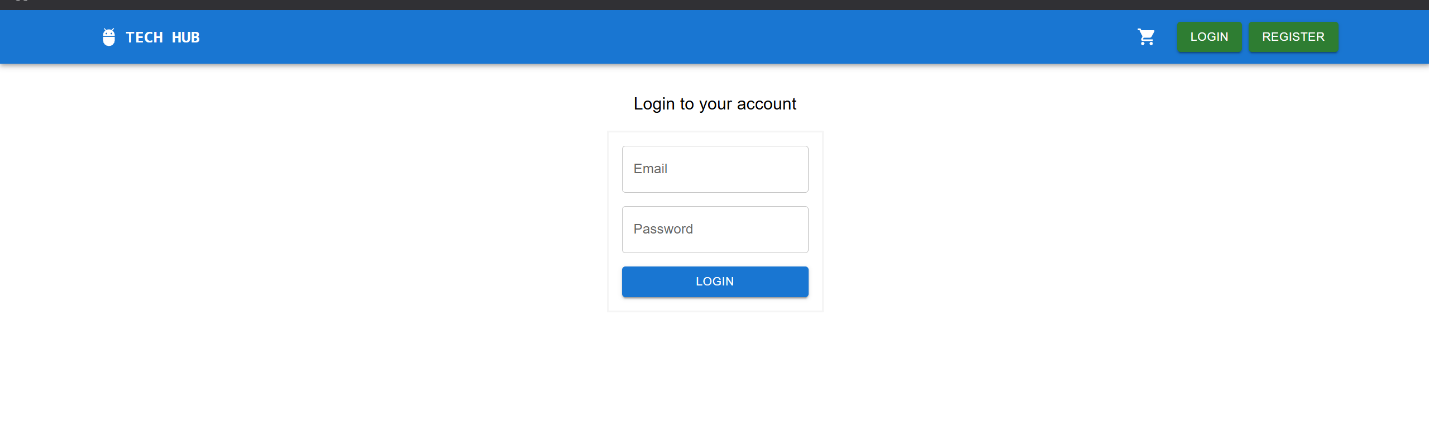 TECH HUB
LOGIN
REGISTER
Login to your account
Email
Password
LOGIN